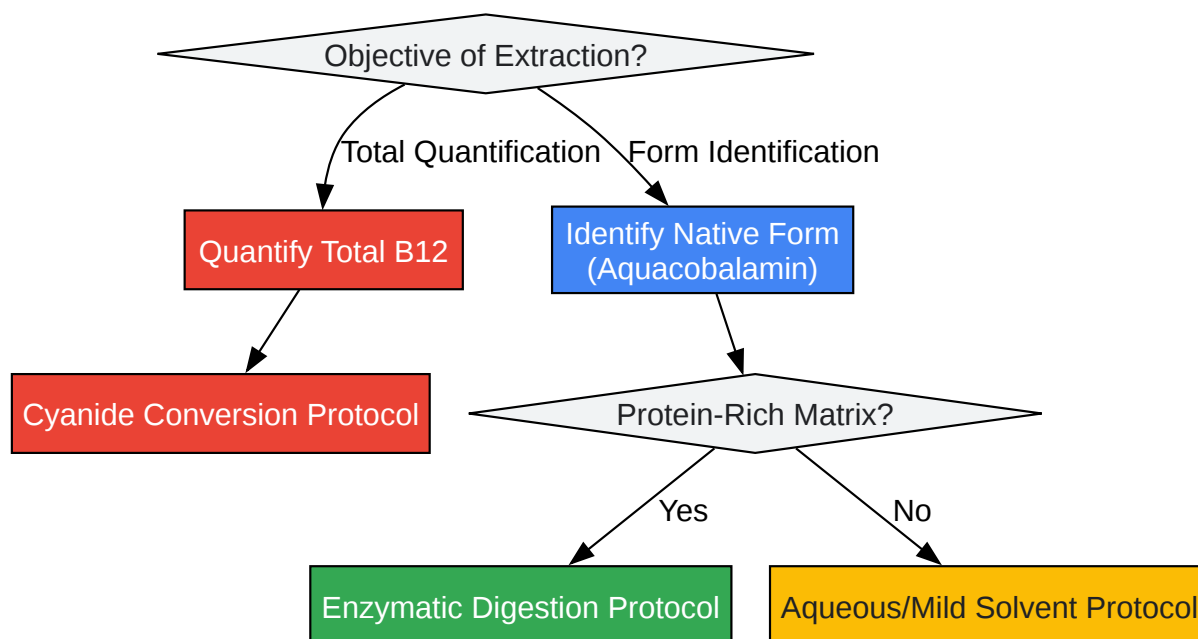 Objective of Extraction?
Total Quantification
Form Identification
Quantify Total B12
Identify Native Form
(Aquacobalamin)
Cyanide Conversion Protocol
Protein-Rich Matrix?
Yes
No
Enzymatic Digestion Protocol
Aqueous/Mild Solvent Protocol